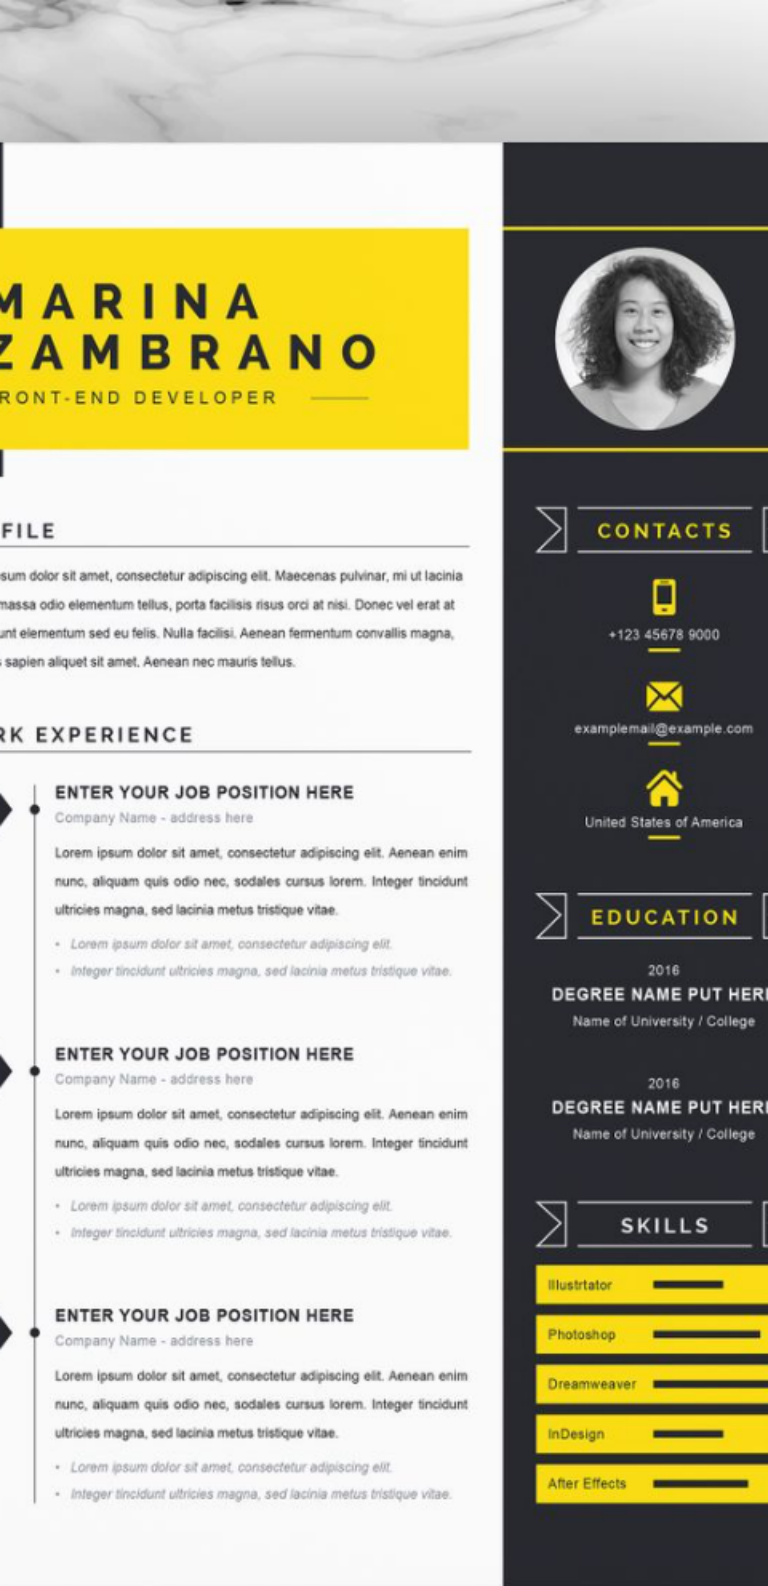 MARINA
ZAMBRANO
RONT-END DEVELOPER
FILE
sum dolor sit amet, consectetur adipiscing elit. Maecenas pulvinar, mi ut lacinia
massa odio elementum tellus, porta facilisis risus orci at nisi. Donec vel erat at
unt elementum sed eu felis. Nulla facilisi. Aenean fermentum convallis magna,
s sapien aliquet sit amet. Aenean nec mauris tellus.
RK EXPERIENCE
ENTER YOUR JOB POSITION HERE
Company Name - address here
Lorem ipsum dolor sit amet, consectetur adipiscing elit. Aenean enim
nunc, aliquam quis odio nec, sodales cursus lorem. Integer tincidunt
ultricies magna, sed lacinia metus tristique vitae.
• Lorem ipsum dolor sit amet, consectetur adipiscing elit.
• Integer tincidunt ultricies magna, sed lacinia metus tristique vitae.
ENTER YOUR JOB POSITION HERE
Company Name - address here
Lorem ipsum dolor sit amet, consectetur adipiscing elit. Aenean enim
nunc, aliquam quis odio nec, sodales cursus lorem. Integer tincidunt
ultricies magna, sed lacinia metus tristique vitae.
• Lorem ipsum dolor sit amet, consectetur adipiscing elit.
• Integer tincidunt ultricies magna, sed lacinia metus tristique vitae.
ENTER YOUR JOB POSITION HERE
Company Name - address here
Lorem ipsum dolor sit amet, consectetur adipiscing elit. Aenean enim
nunc, aliquam quis odio nec, sodales cursus lorem. Integer tincidunt
ultricies magna, sed lacinia metus tristique vitae.
• Lorem ipsum dolor sit amet, consectetur adipiscing elit.
• Integer tincidunt ultricies magna, sed lacinia metus tristique vitae.
CONTACTS
+123 45678 9000
examplemail@example.com
United States of America
EDUCATION
2016
DEGREE NAME PUT HER
Name of University / College
2016
DEGREE NAME PUT HER
Name of University / College
SKILLS
Illustrtator
Photoshop
Dreamweaver
InDesign
After Effects